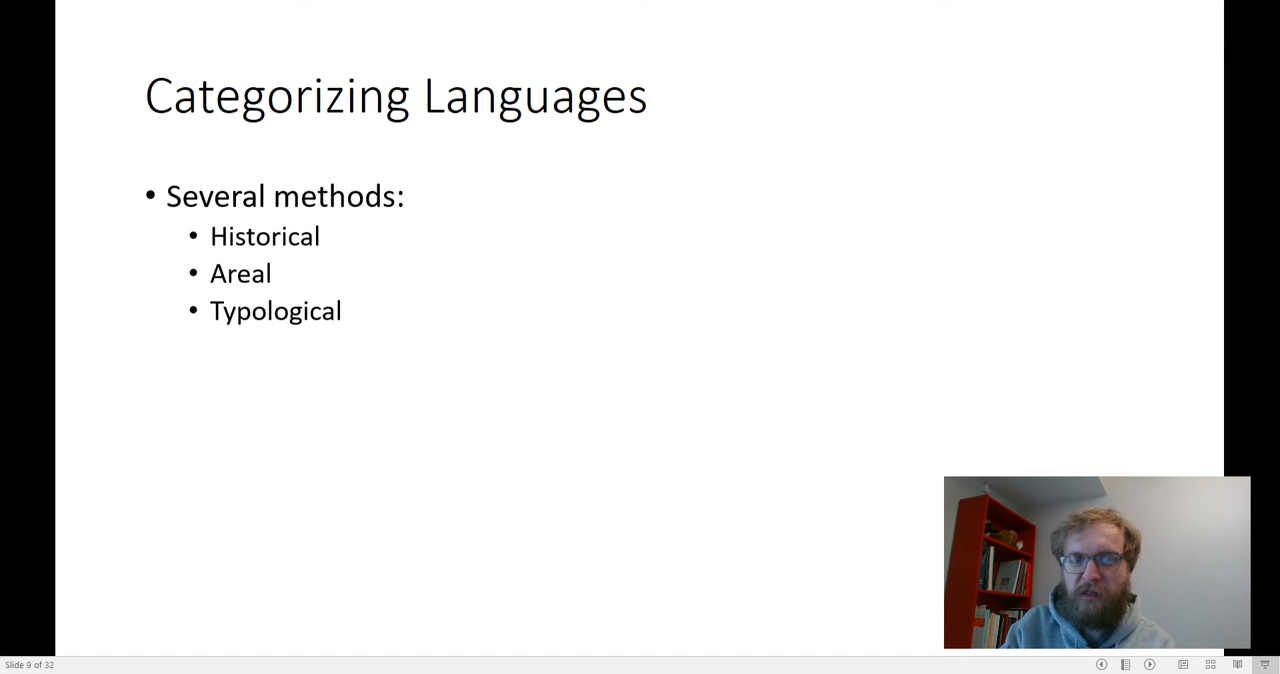 Categorizing Languages
• Several methods:
• Historical
• Areal
• Typological
Slide 9 of 32